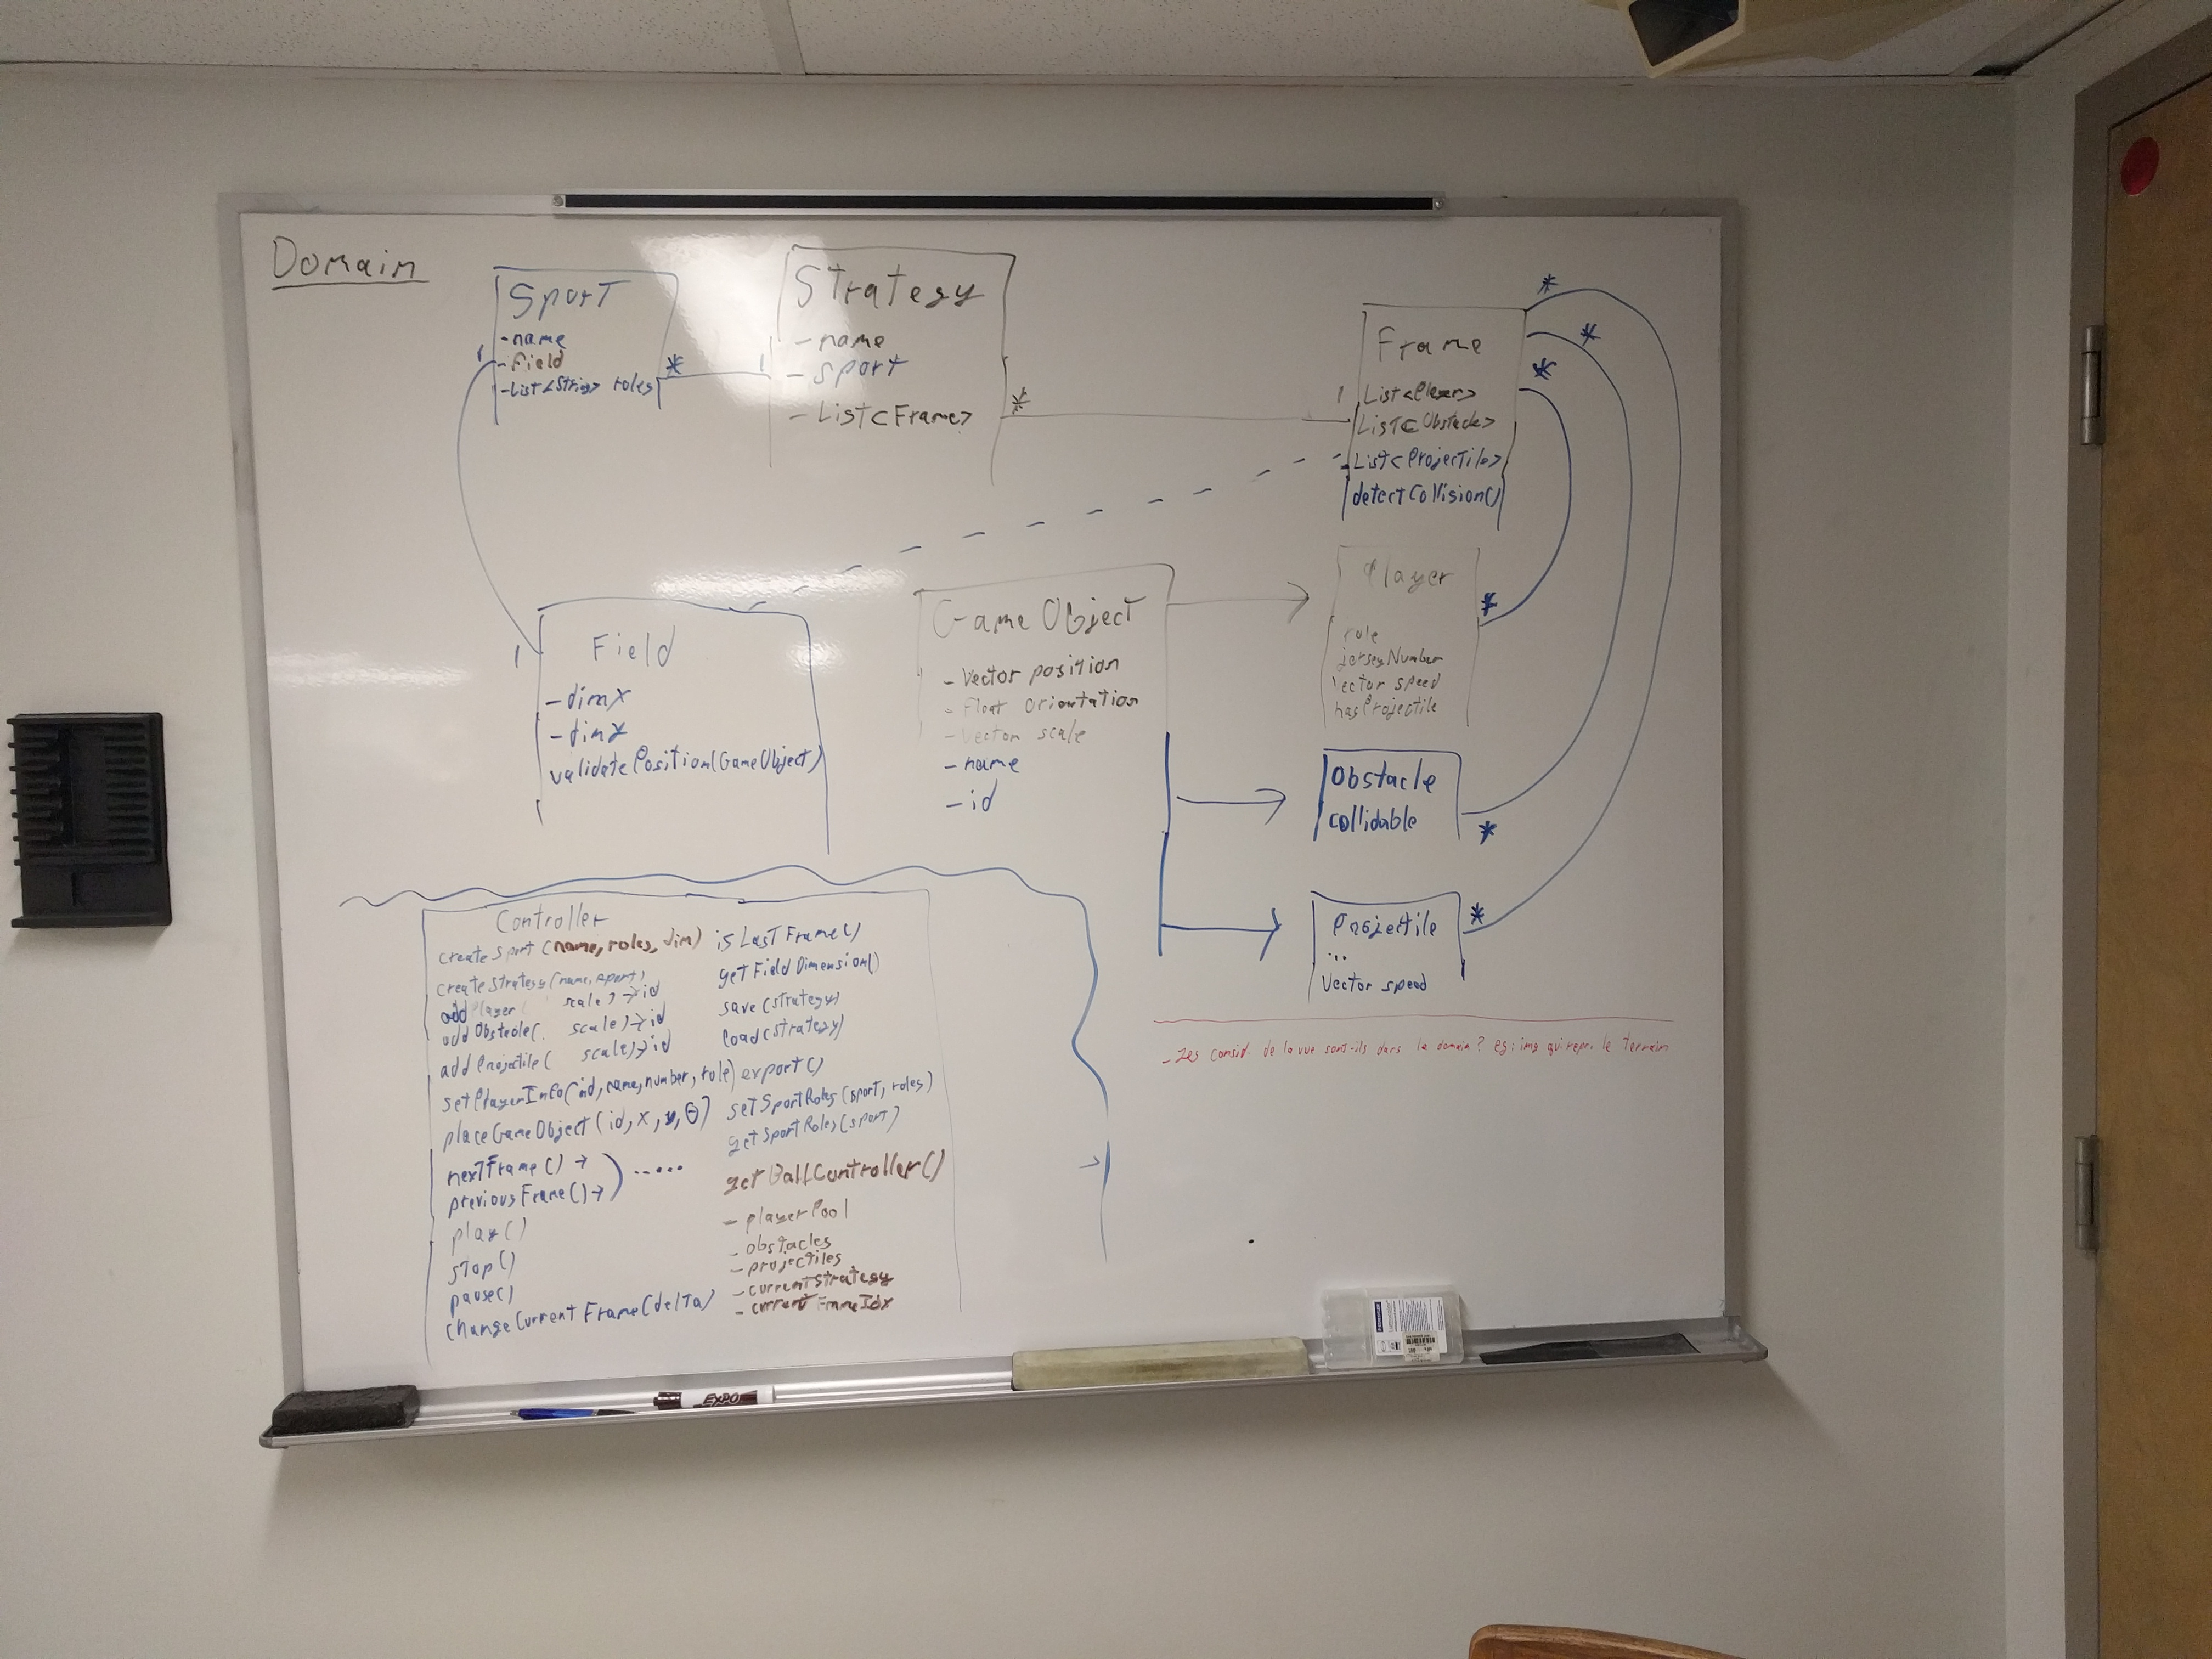 Domain
Sport
-name
-field
-List<String> roles
1
*
1
Strategy
-name
-sport
-List<Frame>
*
1
Frame
List<Player>
List<Obstacle>
List<Projectile>
detectCollision()
*
*
*
Field
-dimX
-dimY
validatePosition(GameObject)
1
GameObject
-Vector position
-Float orientation
-Vector scale
-name
-id
Player
role
jerseyNumber
Vector speed
hasProjectile
*
Obstacle
collidable
*
Projectile
...
Vector speed
*
Controller
createSport(name, roles, dim)
createStrategy(name, sport)
addPlayer( scale)→id
addObstacle( scale)→id
addProjectile( scale)→id
setPlayerInfo(id, name, number, role)
placeGameObject(id, x, y, θ)
nextFrame()→
previousFrame()→
) .....
play()
stop()
pause()
changeCurrentFrame(delta)
isLastFrame()
getFieldDimension()
save(strategy)
load(strategy)
export()
setSportRoles(sport, roles)
getSportRoles(sport)
getBallController()
-playerPool
-obstacles
-projectiles
-currentStrategy
-currentFrameIdx
-Les consid. de la vue sont-ils dans le domain? eg: img qui repr. le terrain
EXPO